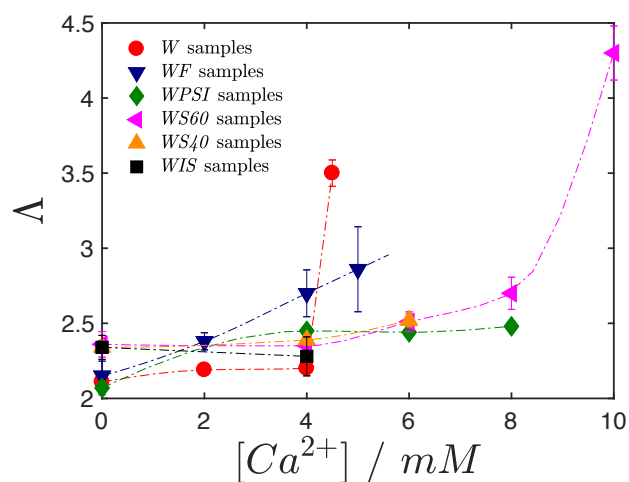 4.5
4
3.5
3
2.5
2
Λ
W samples
WF samples
WPSI samples
WS60 samples
WS40 samples
WIS samples
0 2 4 6 8 10
[Ca²⁺] / mM